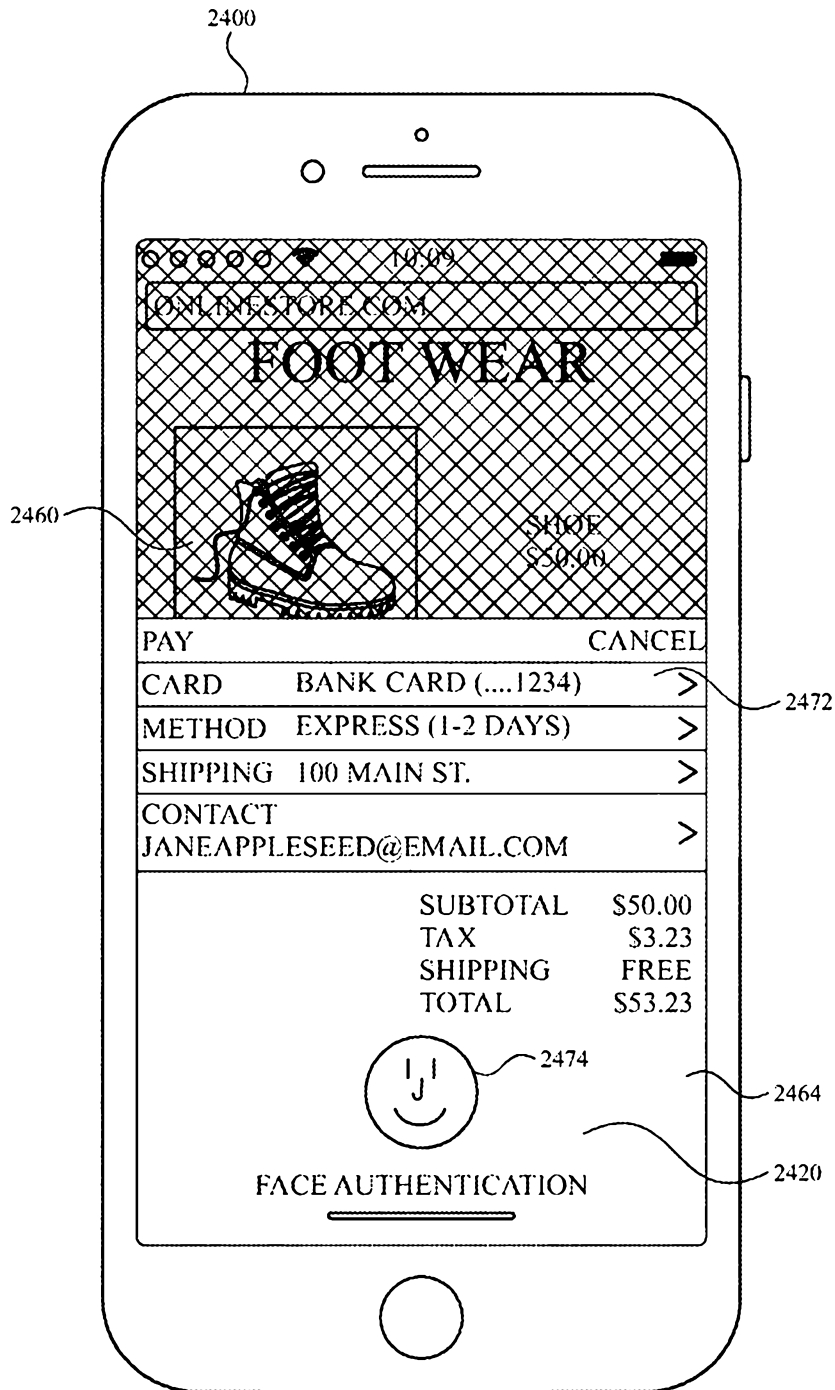 2400
10:09
ONLINESTORE.COM
FOOT WEAR
2460
SHOE
$50.00
PAY CANCEL
CARD BANK CARD (....1234) >
2472
METHOD EXPRESS (1-2 DAYS) >
SHIPPING 100 MAIN ST. >
CONTACT
JANEAPPLESEED@EMAIL.COM >
SUBTOTAL $50.00
TAX $3.23
SHIPPING FREE
TOTAL $53.23
2474
2464
2420
FACE AUTHENTICATION